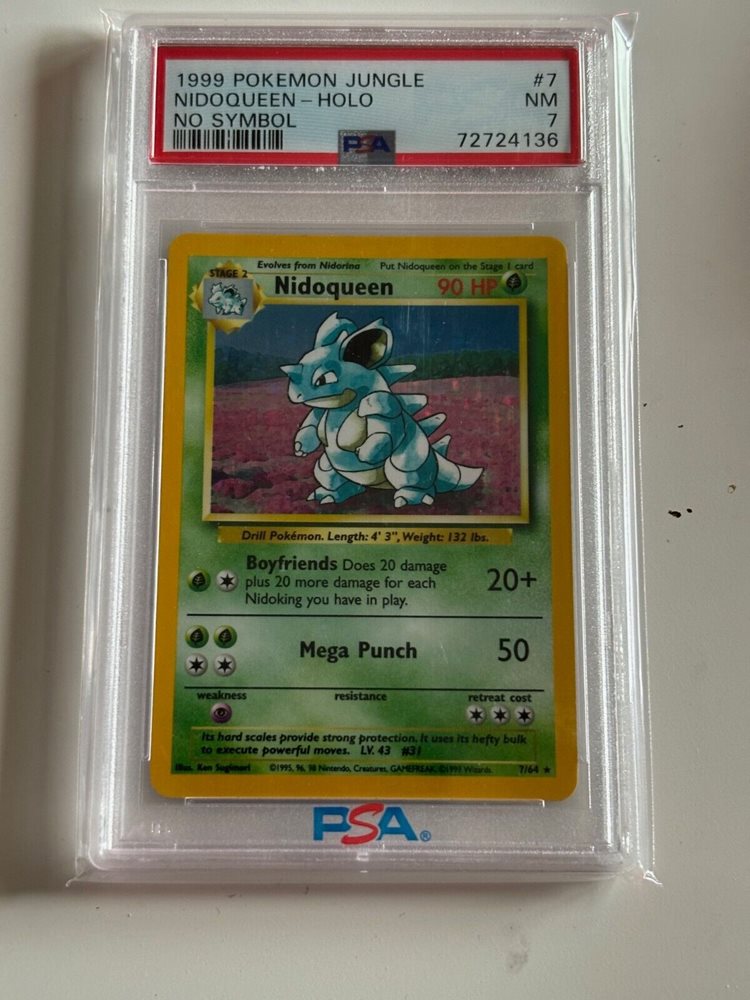 1999 POKEMON JUNGLE #7
NIDOQUEEN - HOLO NM
NO SYMBOL 7
PSA 72724136
STAGE 2 Evolves from Nidorina Put Nidoqueen on the Stage 1 card
Nidoqueen 90 HP
Drill Pokémon. Length: 4' 3", Weight: 132 lbs.
Boyfriends Does 20 damage
plus 20 more damage for each
Nidoking you have in play.
20+
Mega Punch 50
weakness resistance retreat cost
Its hard scales provide strong protection. It uses its hefty bulk
to execute powerful moves. LV. 43 #31
Illus. Ken Sugimori ©1995, 96, 98 Nintendo, Creatures, GAMEFREAK. ©1999 Wizards. 7/64 ★
PSA®